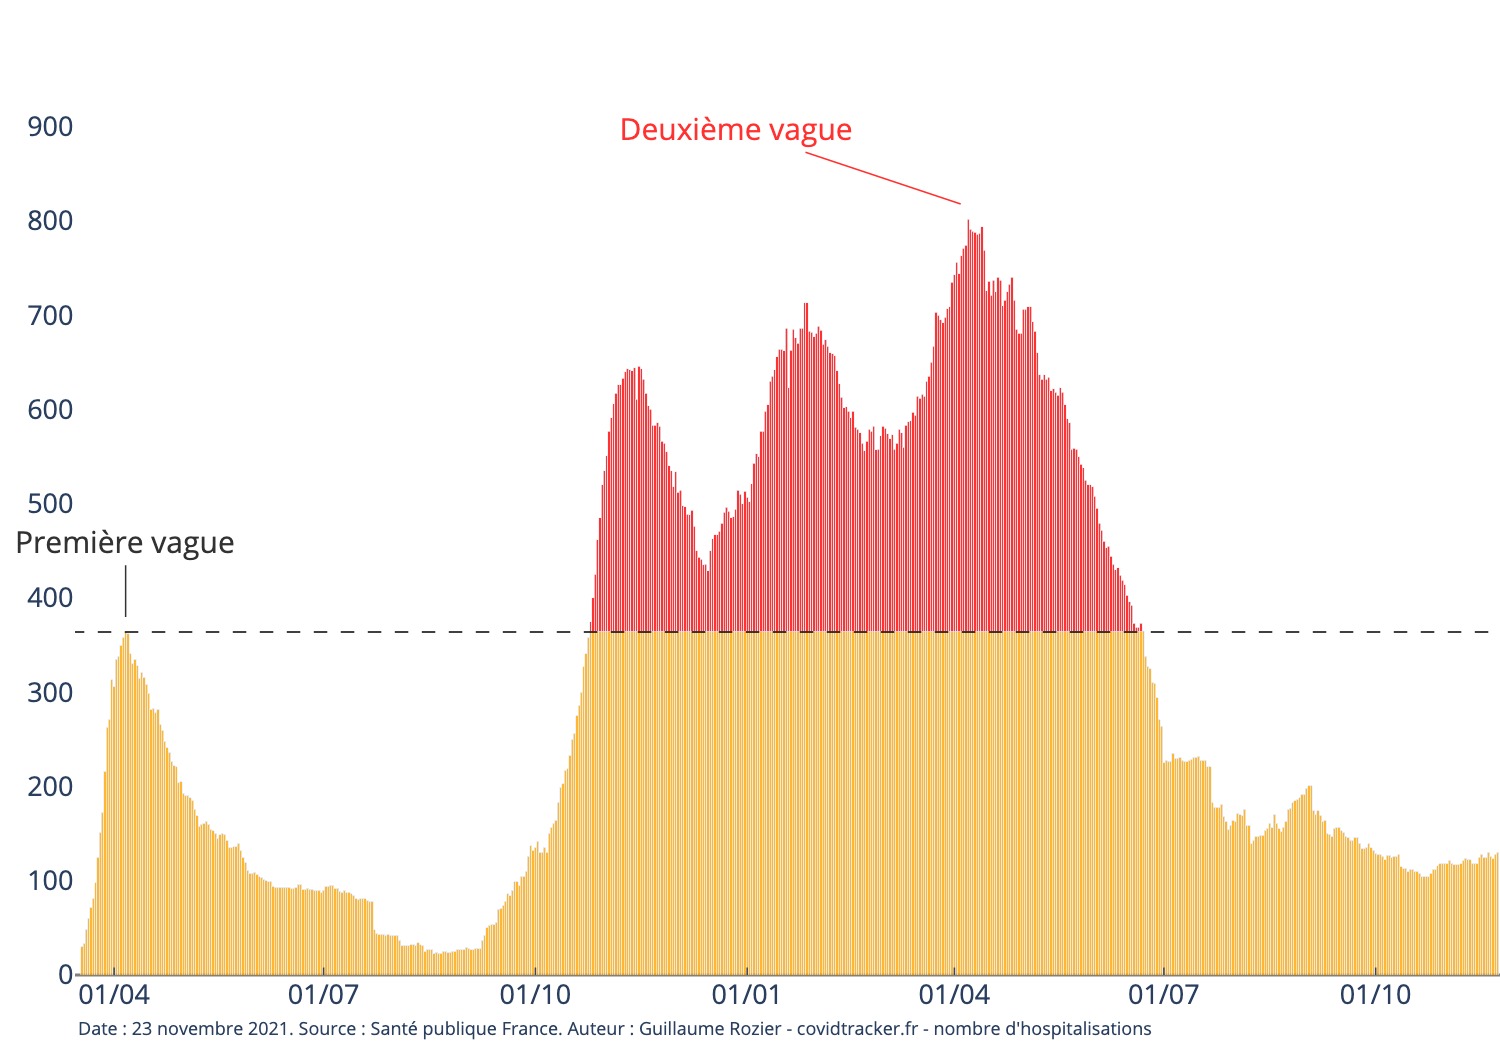 900
Deuxième vague
800
700
600
500
Première vague
400
300
200
100
0
01/04 01/07 01/10 01/01 01/04 01/07 01/10
Date : 23 novembre 2021. Source : Santé publique France. Auteur : Guillaume Rozier - covidtracker.fr - nombre d'hospitalisations